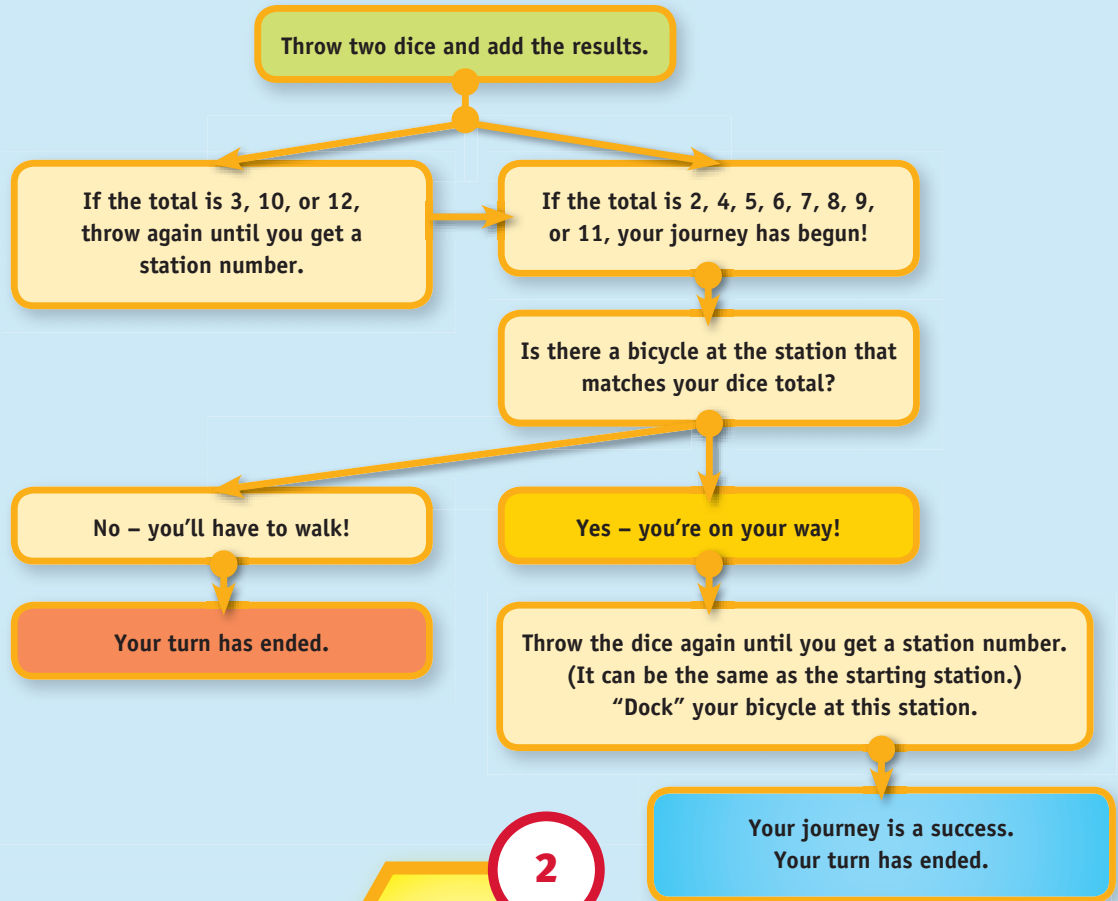 Throw two dice and add the results.
If the total is 3, 10, or 12,
throw again until you get a
station number.
If the total is 2, 4, 5, 6, 7, 8, 9,
or 11, your journey has begun!
Is there a bicycle at the station that
matches your dice total?
No – you’ll have to walk!
Yes – you’re on your way!
Your turn has ended.
Throw the dice again until you get a station number.
(It can be the same as the starting station.)
“Dock” your bicycle at this station.
Your journey is a success.
Your turn has ended.
2